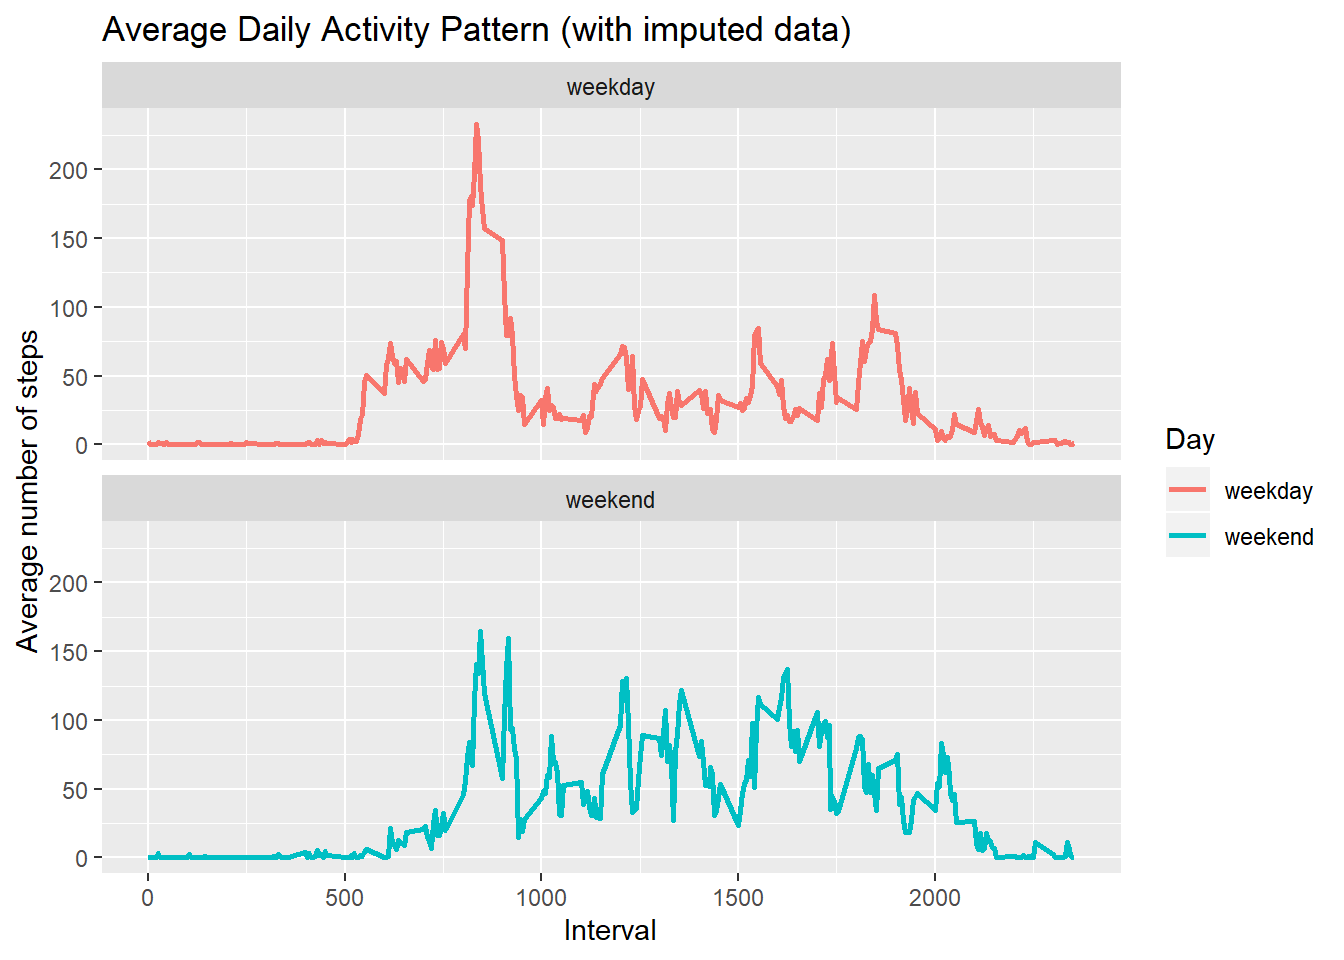 Average Daily Activity Pattern (with imputed data)
weekday
200
150
100
50
0
weekend
200
150
100
50
0
Average number of steps
0 500 1000 1500 2000
Interval
Day
weekday
weekend